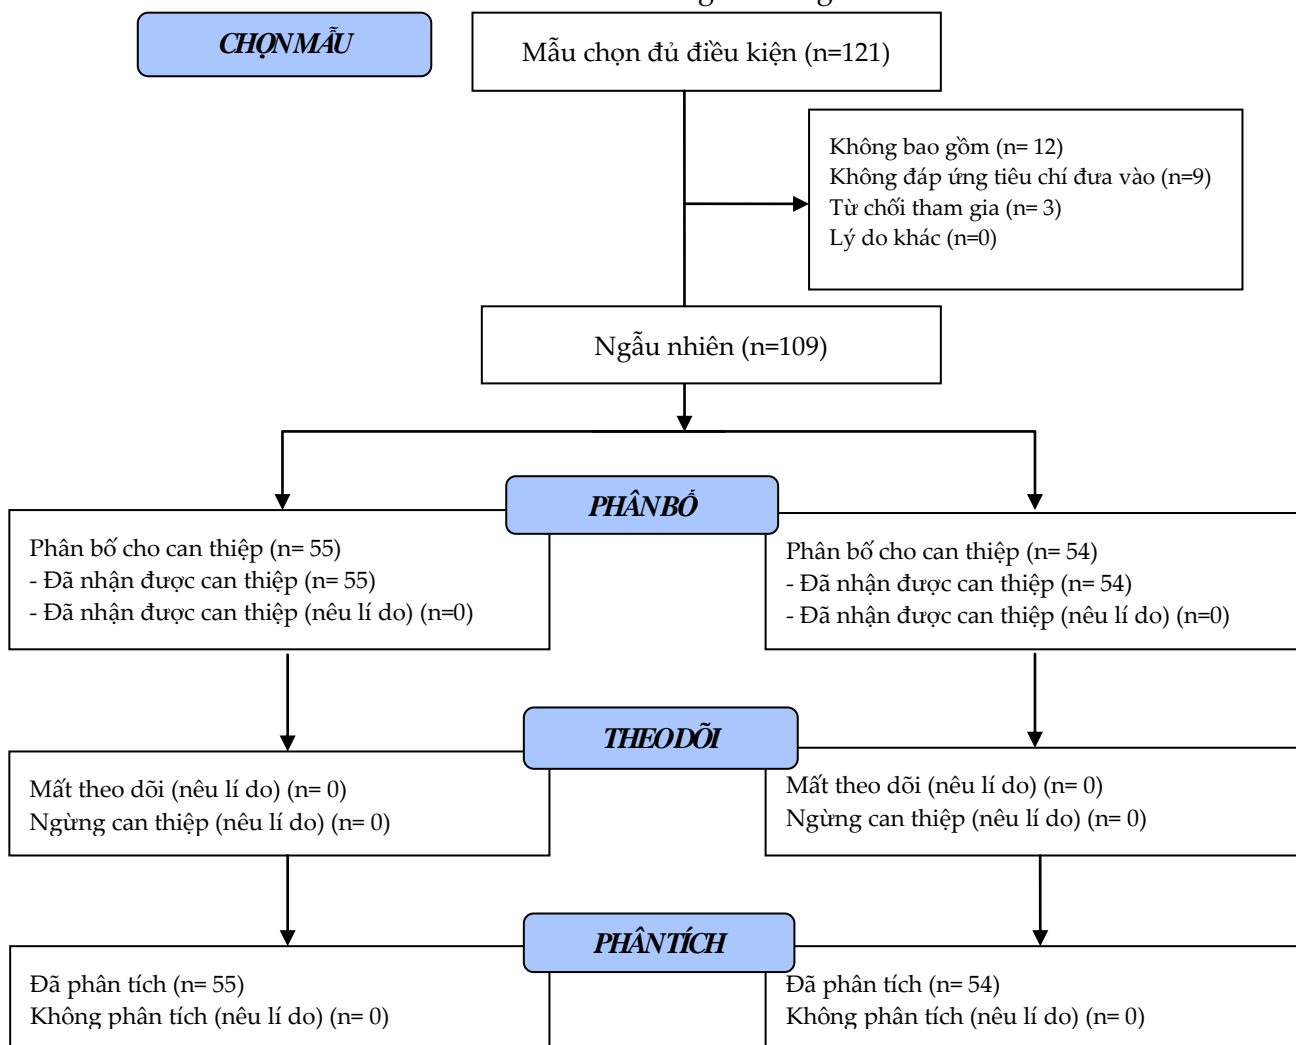 CHỌN MẪU
Mẫu chọn đủ điều kiện (n=121)
Không bao gồm (n= 12)
Không đáp ứng tiêu chí đưa vào (n=9)
Từ chối tham gia (n= 3)
Lý do khác (n=0)
Ngẫu nhiên (n=109)
PHÂN BỐ
Phân bố cho can thiệp (n= 55)
- Đã nhận được can thiệp (n= 55)
- Đã nhận được can thiệp (nêu lí do) (n=0)
Phân bố cho can thiệp (n= 54)
- Đã nhận được can thiệp (n= 54)
- Đã nhận được can thiệp (nêu lí do) (n=0)
THEO DÕI
Mất theo dõi (nêu lí do) (n= 0)
Ngừng can thiệp (nêu lí do) (n= 0)
Mất theo dõi (nêu lí do) (n= 0)
Ngừng can thiệp (nêu lí do) (n= 0)
PHÂN TÍCH
Đã phân tích (n= 55)
Không phân tích (nêu lí do) (n= 0)
Đã phân tích (n= 54)
Không phân tích (nêu lí do) (n= 0)